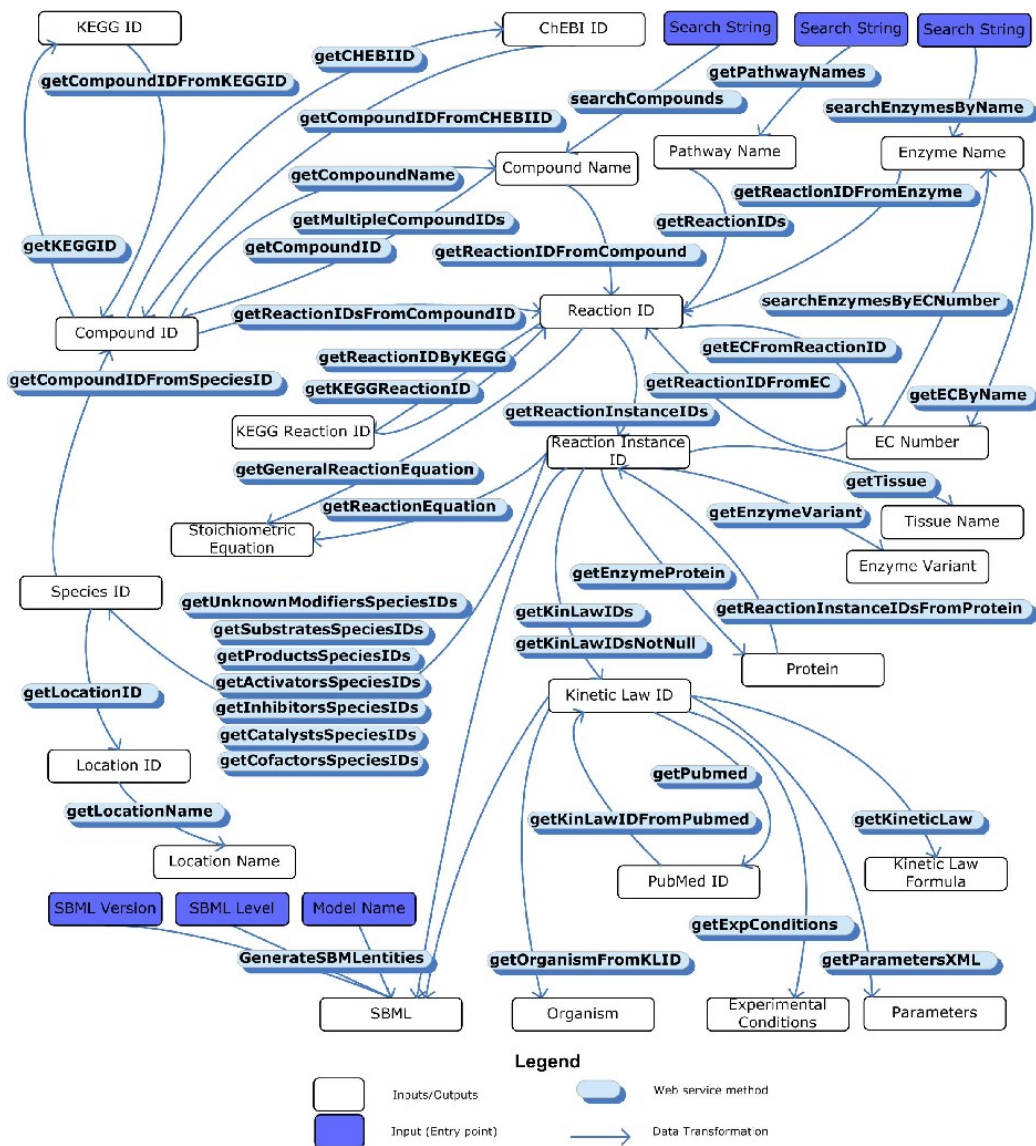 KEGG ID
ChEBI ID
Search String
Search String
Search String
getCHEBIID
getCompoundIDFromKEGGID
getPathwayNames
searchCompounds
searchEnzymesByName
getCompoundIDFromCHEBIID
Compound Name
Pathway Name
Enzyme Name
getCompoundName
getReactionIDFromEnzyme
getMultipleCompoundIDs
getReactionIDs
getKEGGID
getCompoundID
getReactionIDFromCompound
searchEnzymesByECNumber
getReactionIDsFromCompoundID
Reaction ID
Compound ID
getECFromReactionID
getReactionIDByKEGG
getCompoundIDFromSpeciesID
getReactionIDFromEC
getKEGGReactionID
getECByName
getReactionInstanceIDs
KEGG Reaction ID
Reaction Instance
ID
EC Number
getGeneralReactionEquation
getTissue
getReactionEquation
getEnzymeVariant
Stoichiometric
Equation
Tissue Name
Enzyme Variant
getEnzymeProtein
Species ID
getUnknownModifiersSpeciesIDs
getKinLawIDs
getReactionInstanceIDsFromProtein
getSubstratesSpeciesIDs
getKinLawIDsNotNull
getProductsSpeciesIDs
Protein
getActivatorsSpeciesIDs
getLocationID
Kinetic Law ID
getInhibitorsSpeciesIDs
getCatalystsSpeciesIDs
getCofactorsSpeciesIDs
Location ID
getPubmed
getLocationName
getKinLawIDFromPubmed
getKineticLaw
Location Name
PubMed ID
Kinetic Law
Formula
SBML Version
SBML Level
Model Name
getExpConditions
GenerateSBMLentities
getOrganismFromKLID
getParametersXML
SBML
Organism
Experimental
Conditions
Parameters
Legend
Inputs/Outputs
Web service method
Input (Entry point)
Data Transformation